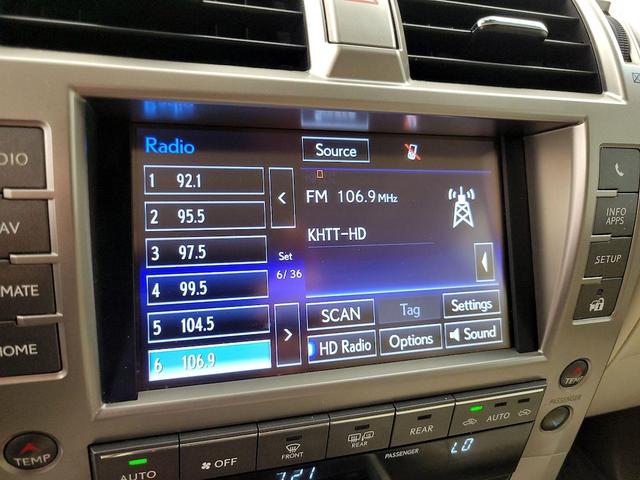 Radio
Source
1 92.1
2 95.5
3 97.5
4 99.5
5 104.5
6 106.9
<
Set
6/36
>
FM 106.9 MHz
KHTT-HD
SCAN
Tag
Settings
HD Radio
Options
Sound
DIO
AV
MATE
HOME
INFO
APPS
SETUP
TEMP
AUTO
OFF
FRONT
REAR
REAR
AUTO
TEMP
PASSENGER
PASSENGER
LO